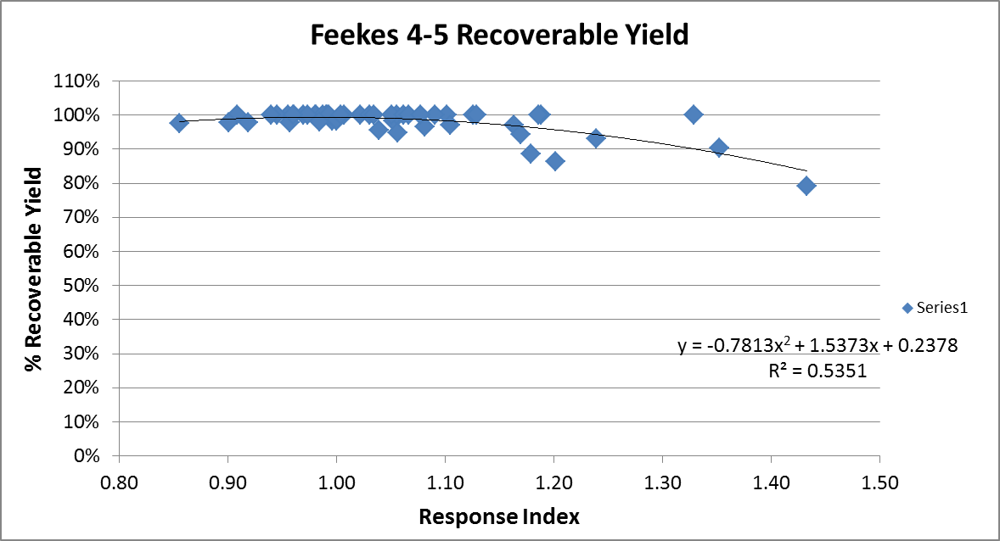 Feekes 4-5 Recoverable Yield
110%
100%
90%
80%
70%
60%
50%
40%
30%
20%
10%
0%
% Recoverable Yield
0.80 0.90 1.00 1.10 1.20 1.30 1.40 1.50
Response Index
Series1
y = -0.7813x² + 1.5373x + 0.2378
R² = 0.5351